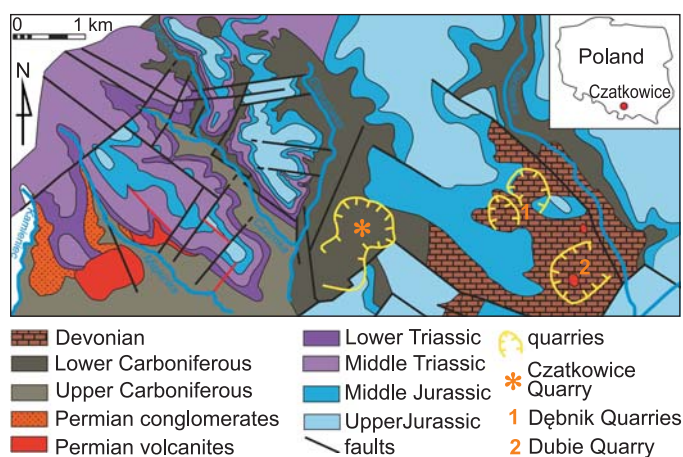 0 1 km
N
Poland
Czatkowice
Kamieniec
1
2
Devonian
Lower Carboniferous
Upper Carboniferous
Permian conglomerates
Permian volcanites
Lower Triassic
Middle Triassic
Middle Jurassic
UpperJurassic
faults
quarries
Czatkowice
Quarry
1 Dębnik Quarries
2 Dubie Quarry